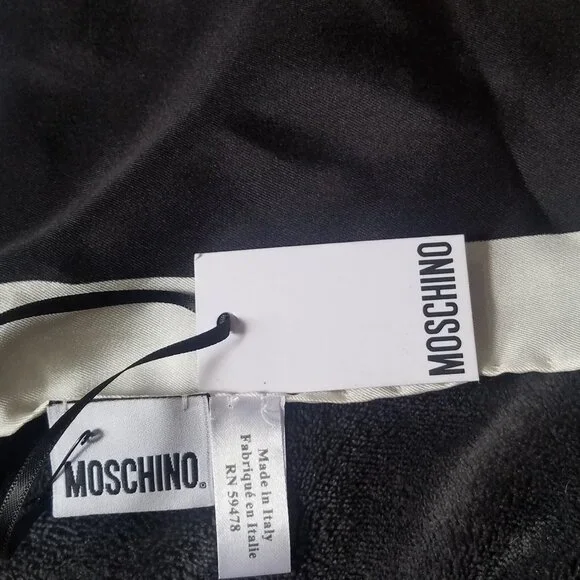 MOSCHINO
MOSCHINO®
Made in Italy
Fabriqué en Italie
RN 59478